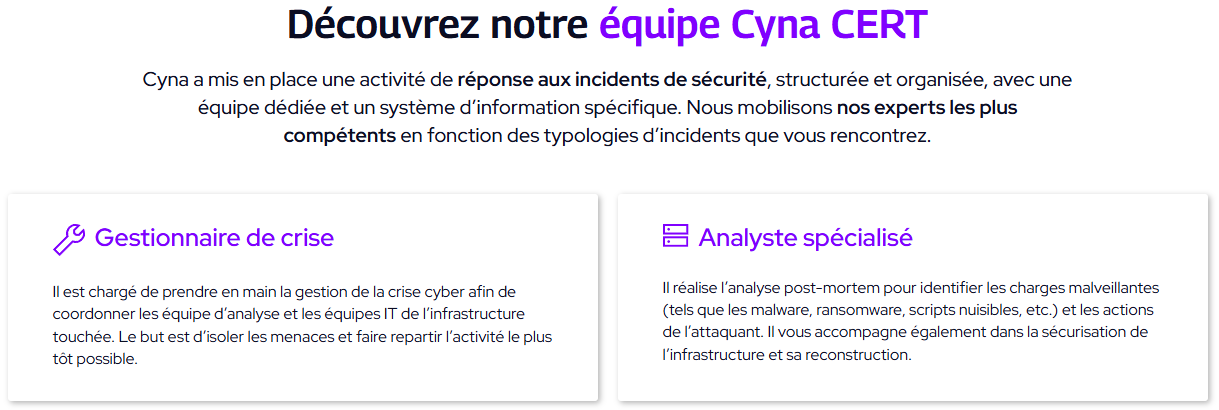 Découvrez notre équipe Cyna CERT
Cyna a mis en place une activité de réponse aux incidents de sécurité, structurée et organisée, avec une
équipe dédiée et un système d’information spécifique. Nous mobilisons nos experts les plus
compétents en fonction des typologies d’incidents que vous rencontrez.
Gestionnaire de crise
Il est chargé de prendre en main la gestion de la crise cyber afin de
coordonner les équipe d’analyse et les équipes IT de l’infrastructure
touchée. Le but est d’isoler les menaces et faire repartir l’activité le plus
tôt possible.
Analyste spécialisé
Il réalise l’analyse post-mortem pour identifier les charges malveillantes
(tels que les malware, ransomware, scripts nuisibles, etc.) et les actions
de l’attaquant. Il vous accompagne également dans la sécurisation de
l’infrastructure et sa reconstruction.